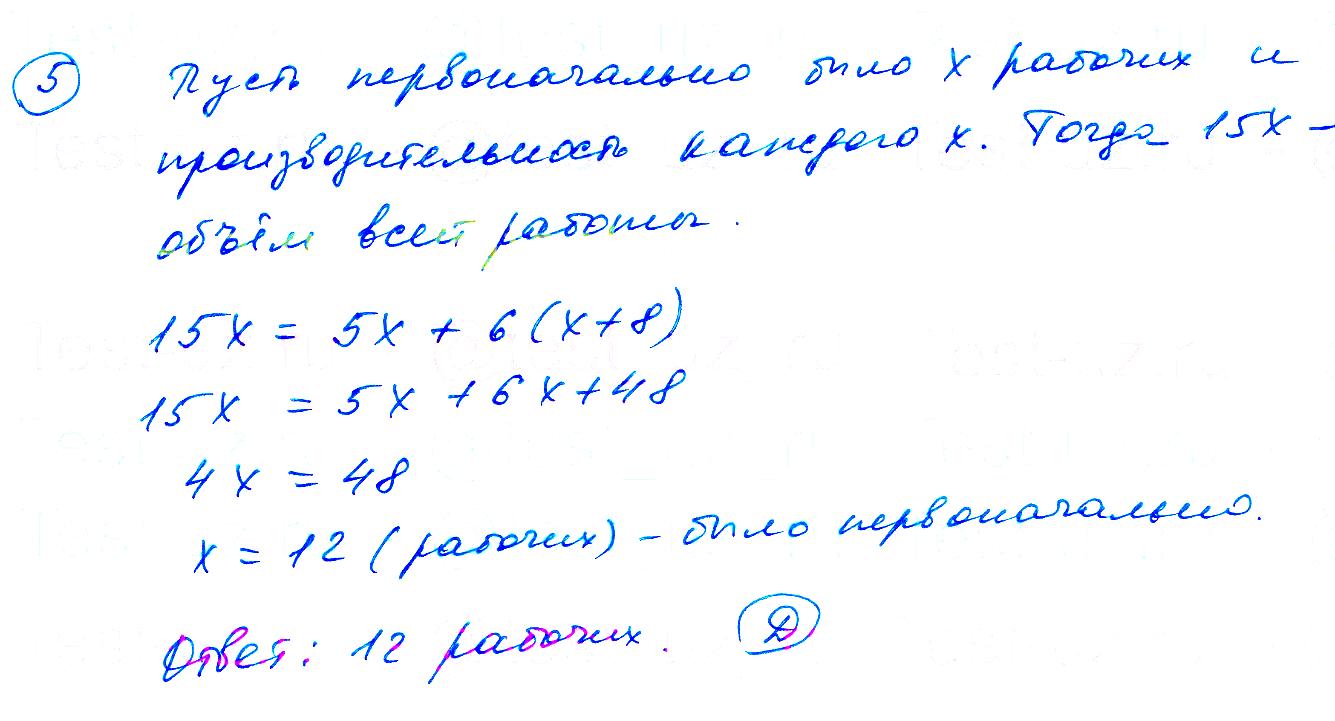 5 Пусть первоначально было x рабочих и
производительность каждого x. Тогда 15x –
объём всей работы.
15x = 5x + 6(x+8)
15x = 5x + 6x+48
4x = 48
x = 12 (рабочих) – было первоначально.
Ответ: 12 рабочих. Д